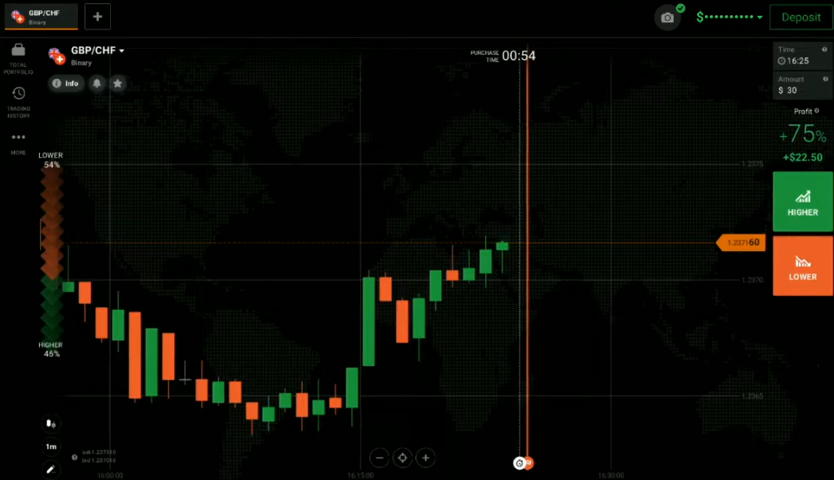 GBP/CHF
Binary
$
Deposit
TOTAL
PORTFOLIO
GBP/CHF
Binary
PURCHASE
TIME
00:54
Time
16:25
Info
Amount
$ 30
TRADING
HISTORY
MORE
Profit
+75%
+$22.50
LOWER
54%
1.2375
HIGHER
1.237160
LOWER
1.2370
HIGHER
46%
1.2365
1m
16:00:00
16:15:00
16:30:00